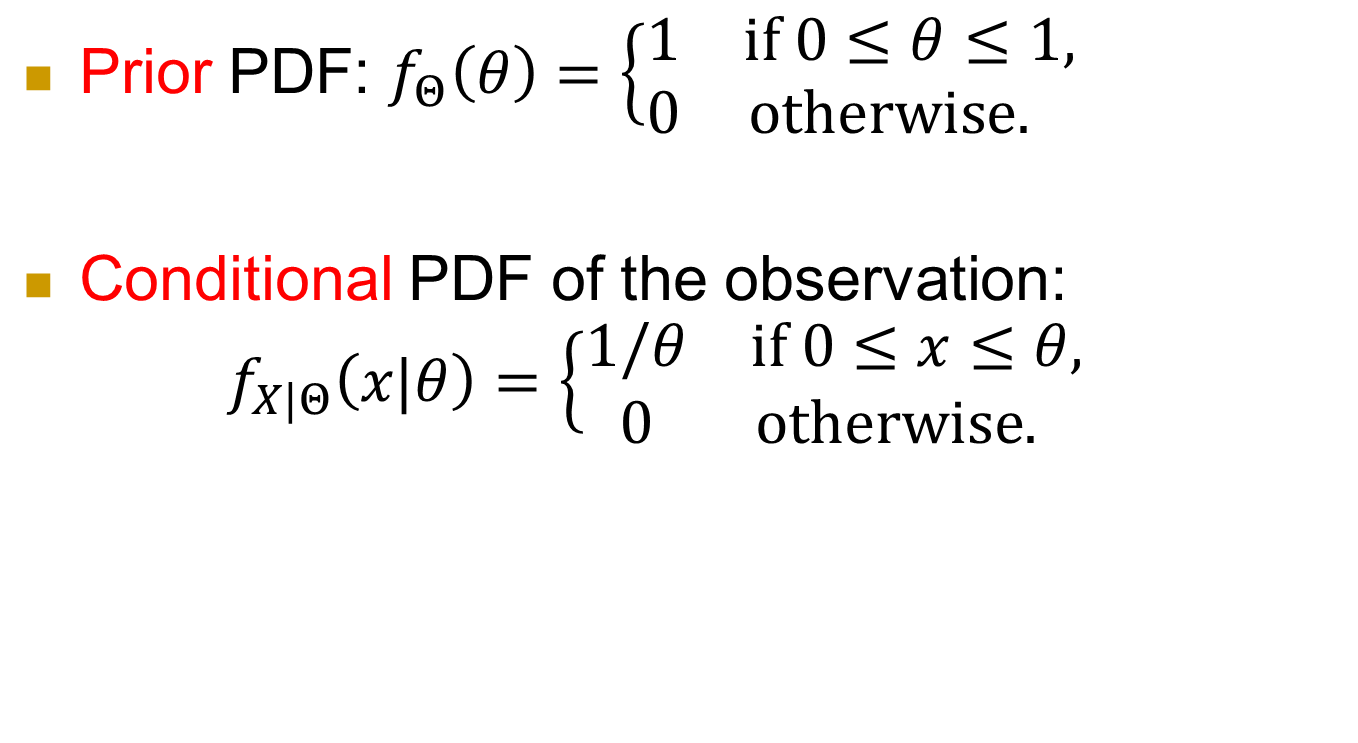 ■ Prior PDF: f_Θ(θ) = { 1 if 0 ≤ θ ≤ 1,
0 otherwise.
■ Conditional PDF of the observation:
f_{X|Θ}(x|θ) = { 1/θ if 0 ≤ x ≤ θ,
0 otherwise.